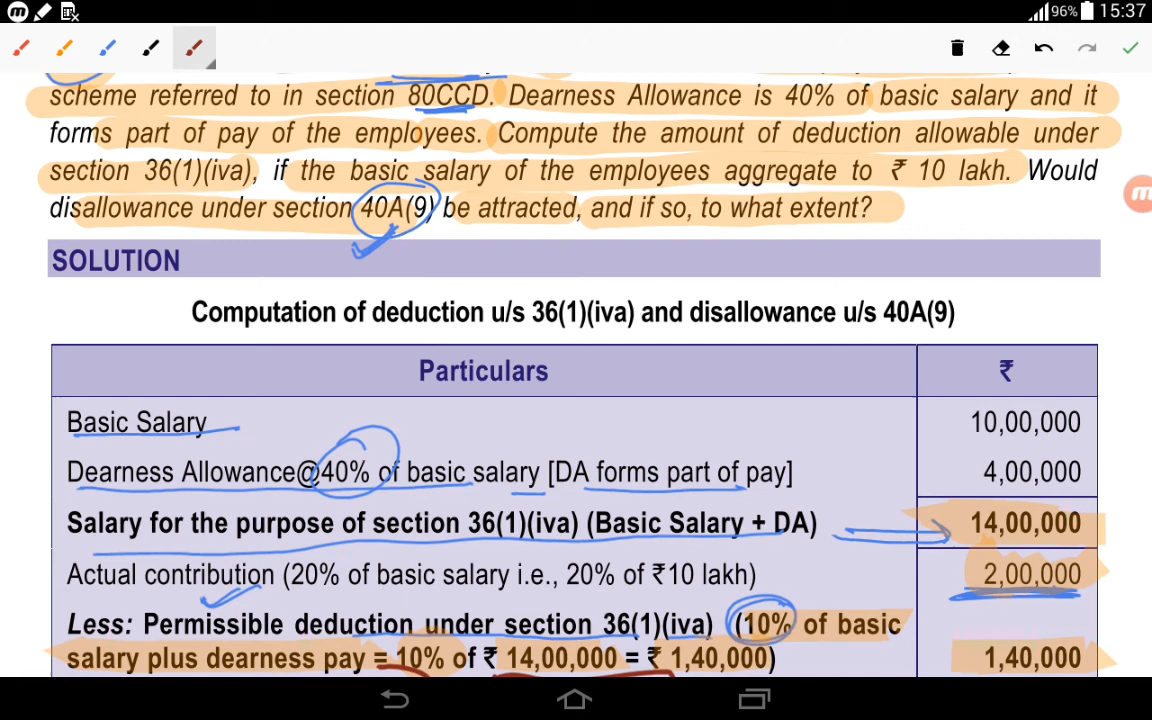 96% 15:37
scheme referred to in section 80CCD. Dearness Allowance is 40% of basic salary and it
forms part of pay of the employees. Compute the amount of deduction allowable under
section 36(1)(iva), if the basic salary of the employees aggregate to ₹ 10 lakh. Would
disallowance under section 40A(9) be attracted, and if so, to what extent?
SOLUTION
Computation of deduction u/s 36(1)(iva) and disallowance u/s 40A(9)
Particulars ₹
Basic Salary 10,00,000
Dearness Allowance@40% of basic salary [DA forms part of pay] 4,00,000
Salary for the purpose of section 36(1)(iva) (Basic Salary + DA) 14,00,000
Actual contribution (20% of basic salary i.e., 20% of ₹10 lakh) 2,00,000
Less: Permissible deduction under section 36(1)(iva) (10% of basic
salary plus dearness pay = 10% of ₹ 14,00,000 = ₹ 1,40,000) 1,40,000